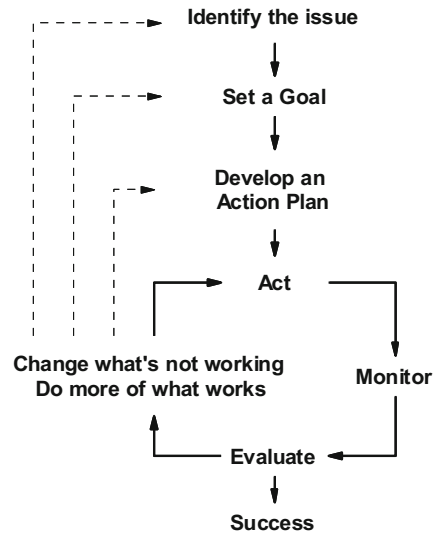 Identify the issue
Set a Goal
Develop an
Action Plan
Act
Change what's not working
Do more of what works
Monitor
Evaluate
Success